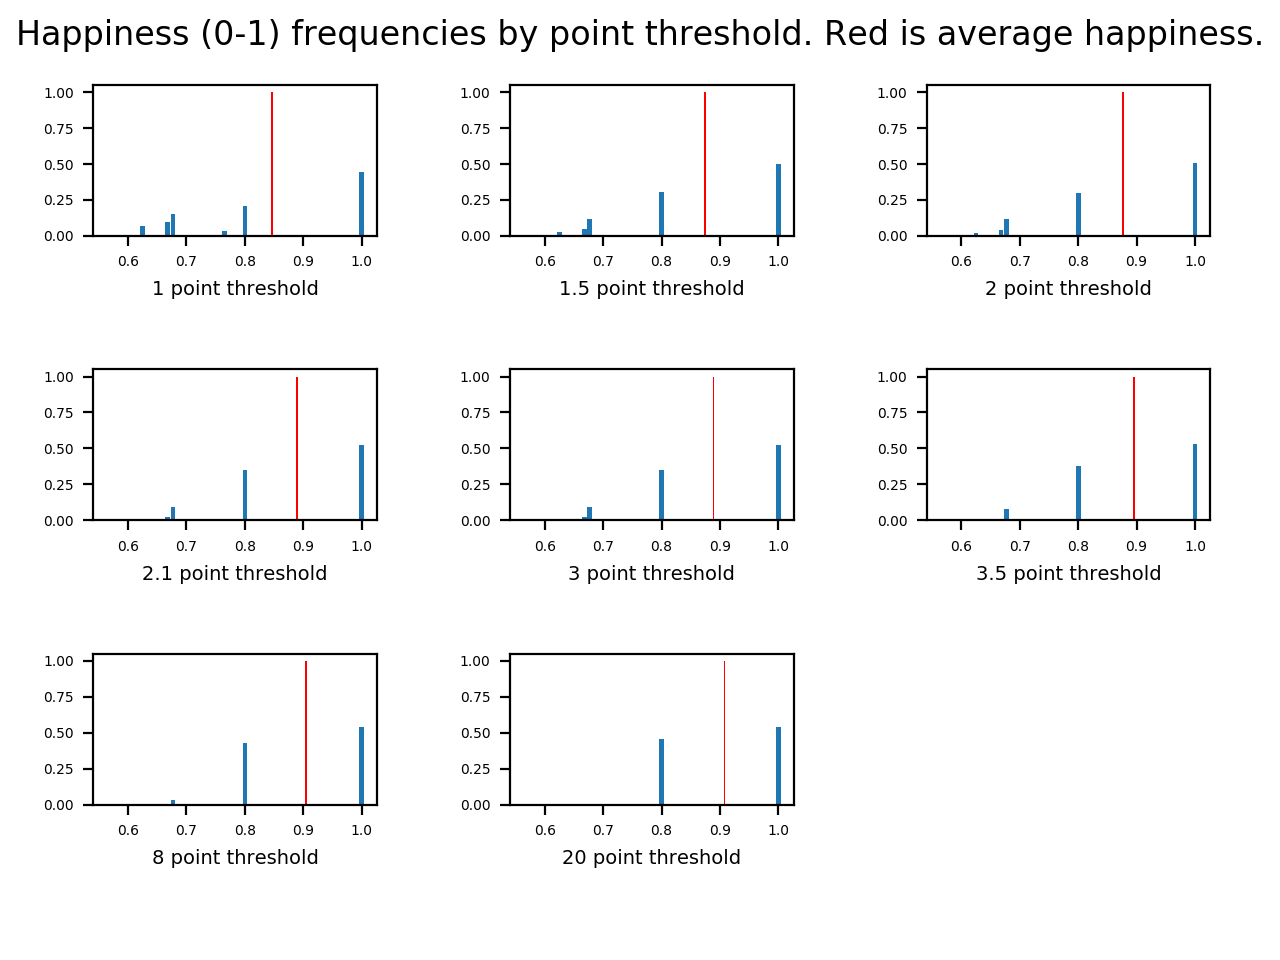 Happiness (0-1) frequencies by point threshold. Red is average happiness.
1.00 1.00 1.00
0.75 0.75 0.75
0.50 0.50 0.50
0.25 0.25 0.25
0.00 0.00 0.00
0.6 0.7 0.8 0.9 1.0 0.6 0.7 0.8 0.9 1.0 0.6 0.7 0.8 0.9 1.0
1 point threshold 1.5 point threshold 2 point threshold
1.00 1.00 1.00
0.75 0.75 0.75
0.50 0.50 0.50
0.25 0.25 0.25
0.00 0.00 0.00
0.6 0.7 0.8 0.9 1.0 0.6 0.7 0.8 0.9 1.0 0.6 0.7 0.8 0.9 1.0
2.1 point threshold 3 point threshold 3.5 point threshold
1.00 1.00
0.75 0.75
0.50 0.50
0.25 0.25
0.00 0.00
0.6 0.7 0.8 0.9 1.0 0.6 0.7 0.8 0.9 1.0
8 point threshold 20 point threshold